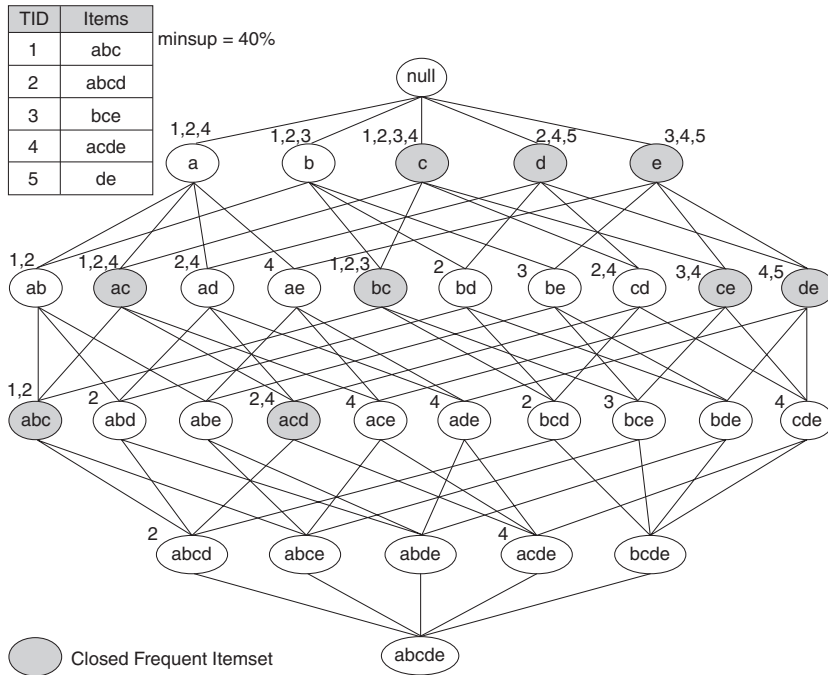 TID Items
1 abc
2 abcd
3 bce
4 acde
5 de
minsup = 40%
null
1,2,4 1,2,3 1,2,3,4 2,4,5 3,4,5
a b c d e
1,2 1,2,4 2,4 4 1,2,3 2 3 2,4 3,4 4,5
ab ac ad ae bc bd be cd ce de
1,2 2 2,4 4 4 2 3 4
abc abd abe acd ace ade bcd bce bde cde
2 4
abcd abce abde acde bcde
abcde
Closed Frequent Itemset